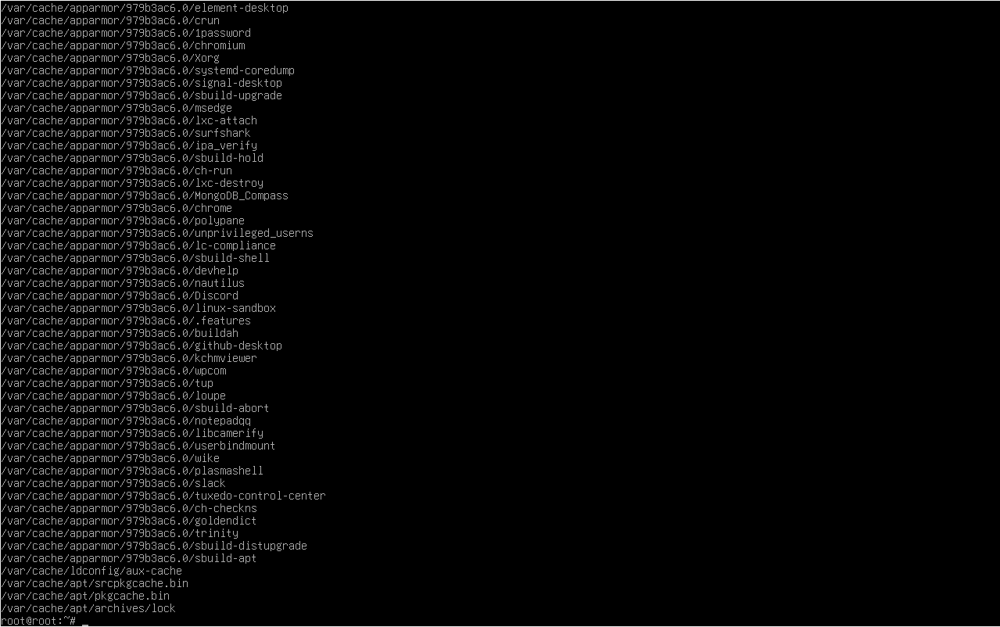 /var/cache/apparmor/979b3ac6.0/element-desktop
/var/cache/apparmor/979b3ac6.0/crun
/var/cache/apparmor/979b3ac6.0/1password
/var/cache/apparmor/979b3ac6.0/chromium
/var/cache/apparmor/979b3ac6.0/Xorg
/var/cache/apparmor/979b3ac6.0/systemd-coredump
/var/cache/apparmor/979b3ac6.0/signal-desktop
/var/cache/apparmor/979b3ac6.0/sbuild-upgrade
/var/cache/apparmor/979b3ac6.0/msedge
/var/cache/apparmor/979b3ac6.0/lxc-attach
/var/cache/apparmor/979b3ac6.0/surfshark
/var/cache/apparmor/979b3ac6.0/ipa_verify
/var/cache/apparmor/979b3ac6.0/sbuild-hold
/var/cache/apparmor/979b3ac6.0/ch-run
/var/cache/apparmor/979b3ac6.0/lxc-destroy
/var/cache/apparmor/979b3ac6.0/MongoDB_Compass
/var/cache/apparmor/979b3ac6.0/chrome
/var/cache/apparmor/979b3ac6.0/polypane
/var/cache/apparmor/979b3ac6.0/unprivileged_userns
/var/cache/apparmor/979b3ac6.0/lc-compliance
/var/cache/apparmor/979b3ac6.0/sbuild-shell
/var/cache/apparmor/979b3ac6.0/devhelp
/var/cache/apparmor/979b3ac6.0/nautilus
/var/cache/apparmor/979b3ac6.0/Discord
/var/cache/apparmor/979b3ac6.0/linux-sandbox
/var/cache/apparmor/979b3ac6.0/.features
/var/cache/apparmor/979b3ac6.0/buildah
/var/cache/apparmor/979b3ac6.0/github-desktop
/var/cache/apparmor/979b3ac6.0/kchmviewer
/var/cache/apparmor/979b3ac6.0/wpcom
/var/cache/apparmor/979b3ac6.0/tup
/var/cache/apparmor/979b3ac6.0/loupe
/var/cache/apparmor/979b3ac6.0/sbuild-abort
/var/cache/apparmor/979b3ac6.0/notepadqq
/var/cache/apparmor/979b3ac6.0/libcamerify
/var/cache/apparmor/979b3ac6.0/userbindmount
/var/cache/apparmor/979b3ac6.0/wike
/var/cache/apparmor/979b3ac6.0/plasmashell
/var/cache/apparmor/979b3ac6.0/slack
/var/cache/apparmor/979b3ac6.0/tuxedo-control-center
/var/cache/apparmor/979b3ac6.0/ch-checkns
/var/cache/apparmor/979b3ac6.0/goldendict
/var/cache/apparmor/979b3ac6.0/trinity
/var/cache/apparmor/979b3ac6.0/sbuild-distupgrade
/var/cache/apparmor/979b3ac6.0/sbuild-apt
/var/cache/ldconfig/aux-cache
/var/cache/apt/srcpkgcache.bin
/var/cache/apt/pkgcache.bin
/var/cache/apt/archives/lock
root@root:~# _